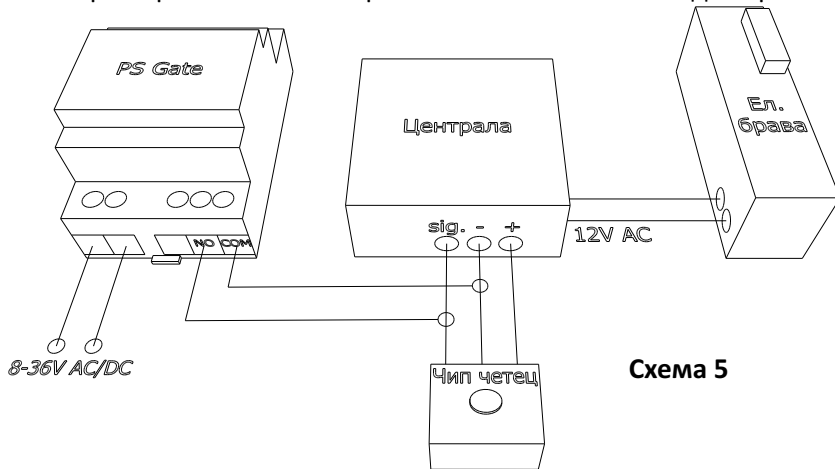 PS Gate
Централа
Ел.
брава
sig. - +
12V AC
NO COM
8-36V AC/DC
Чип четец
Схема 5